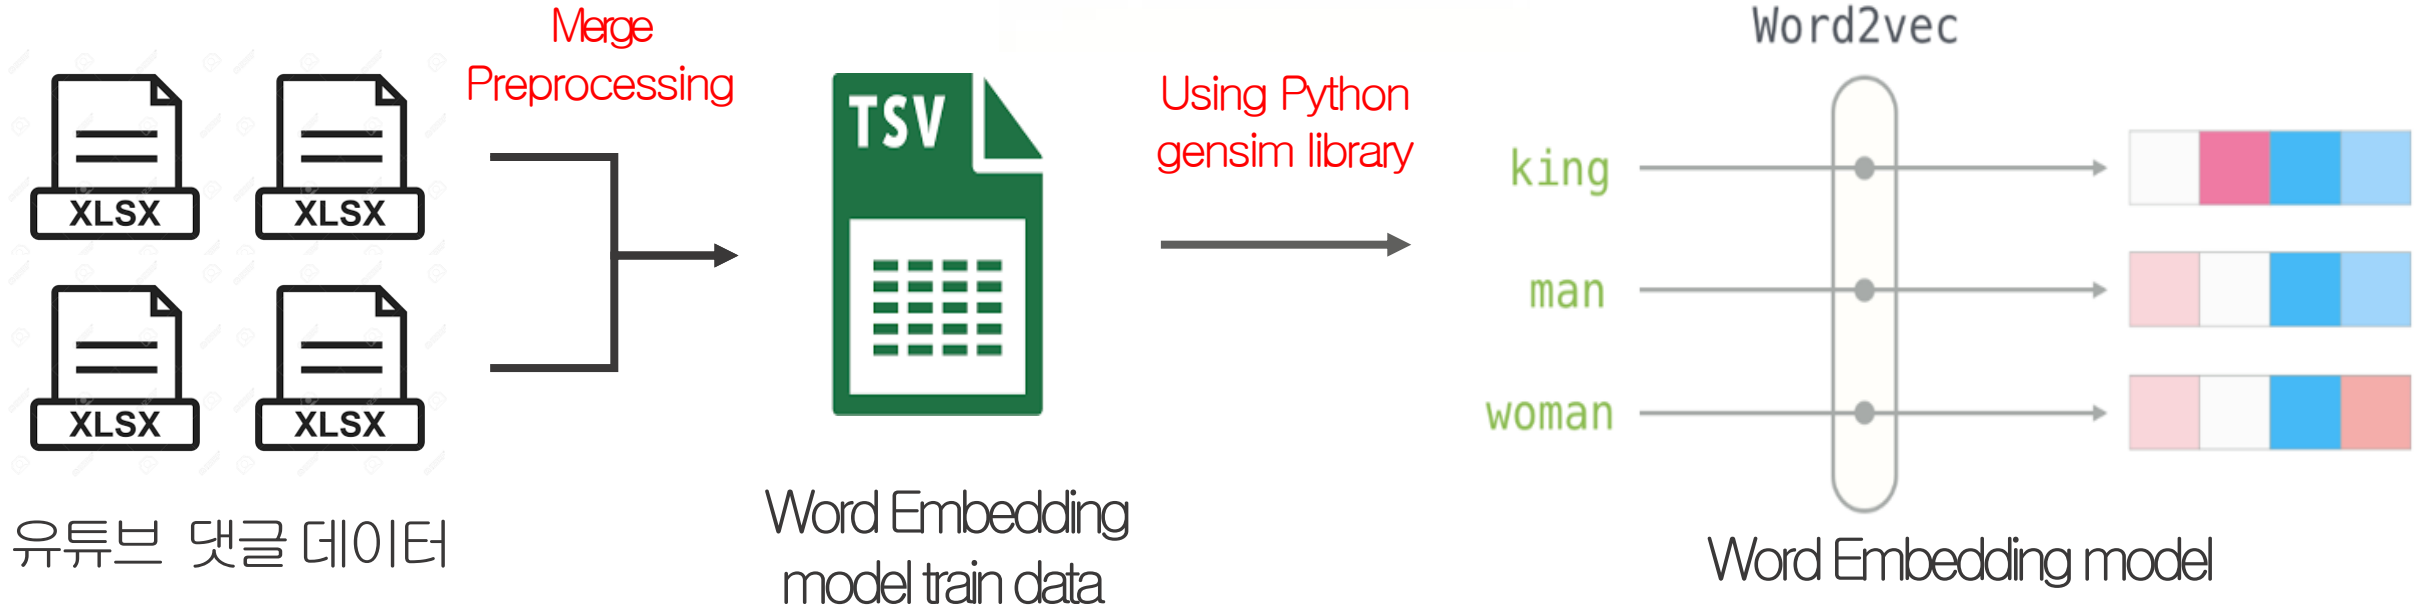 Merge
Preprocessing
XLSX
XLSX
XLSX
XLSX
유튜브 댓글 데이터
TSV
Word Embedding
model train data
Using Python
gensim library
Word2vec
king
man
woman
Word Embedding model